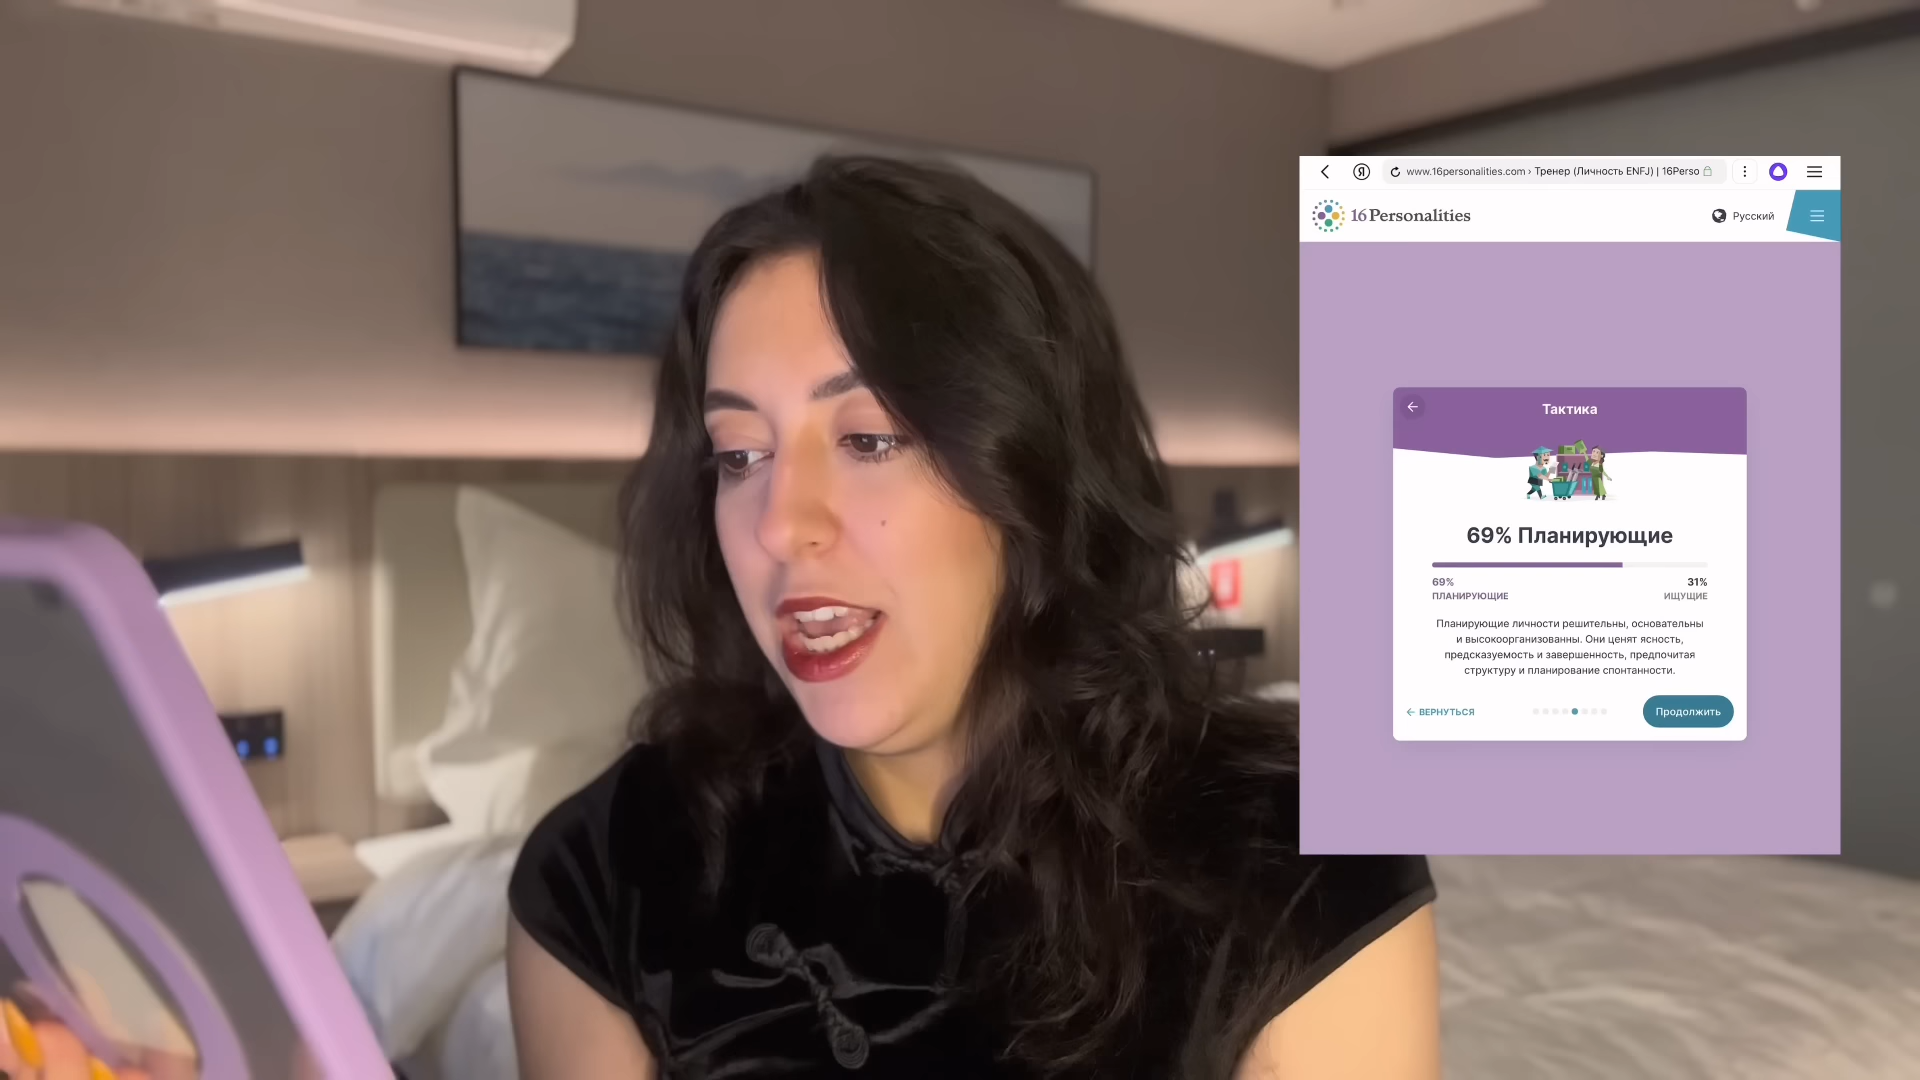 www.16personalities.com › Тренер (Личность ENFJ) | 16Perso
16Personalities
Русский
Тактика
69% Планирующие
69%
31%
ПЛАНИРУЮЩИЕ
ИЩУЩИЕ
Планирующие личности решительны, основательны
и высокоорганизованны. Они ценят ясность,
предсказуемость и завершенность, предпочитая
структуру и планирование спонтанности.
← ВЕРНУТЬСЯ
Продолжить